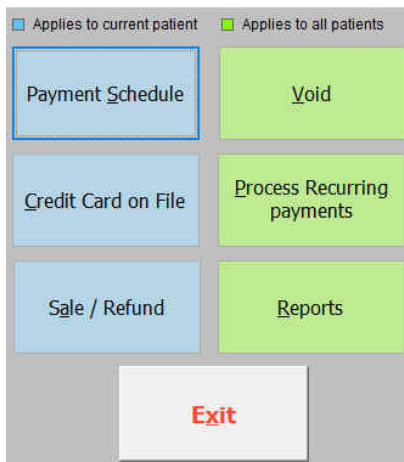 Applies to current patient
Applies to all patients
Payment Schedule
Void
Credit Card on File
Process Recurring
payments
Sale / Refund
Reports
Exit